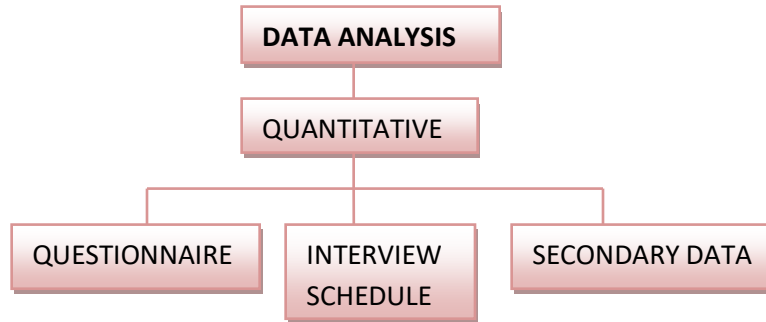 DATA ANALYSIS
QUANTITATIVE
QUESTIONNAIRE
INTERVIEW
SCHEDULE
SECONDARY DATA